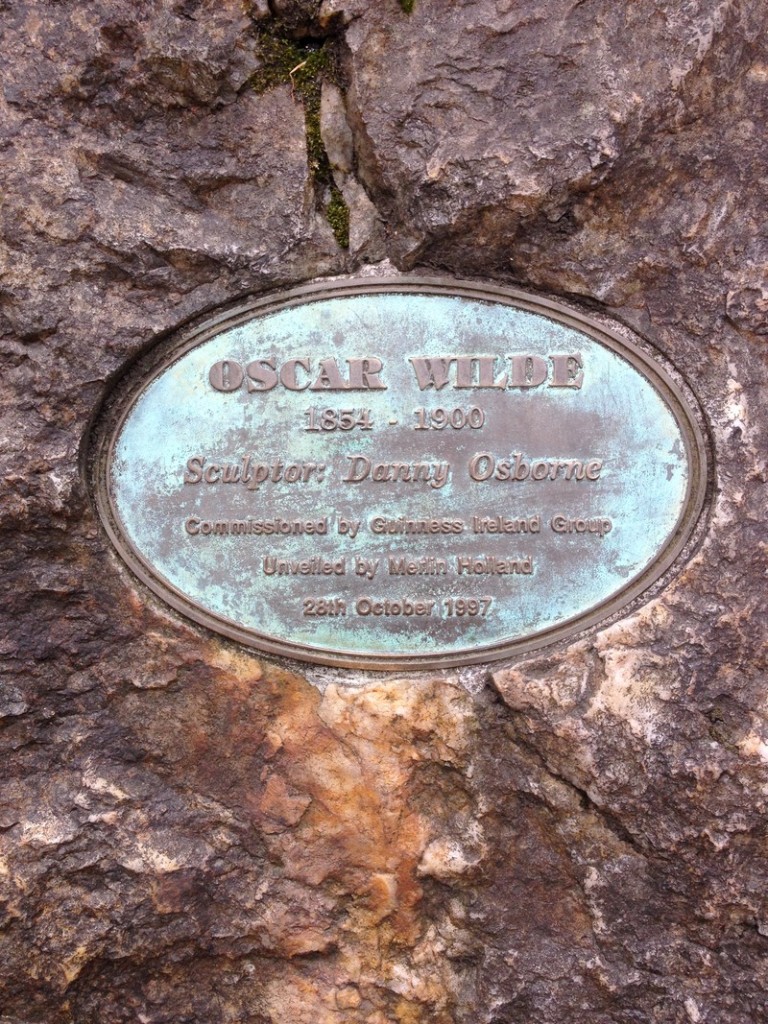 OSCAR WILDE
1854 - 1900
Sculptor: Danny Osborne
Commissioned by Guinness Ireland Group
Unveiled by Merlin Holland
28th October 1997